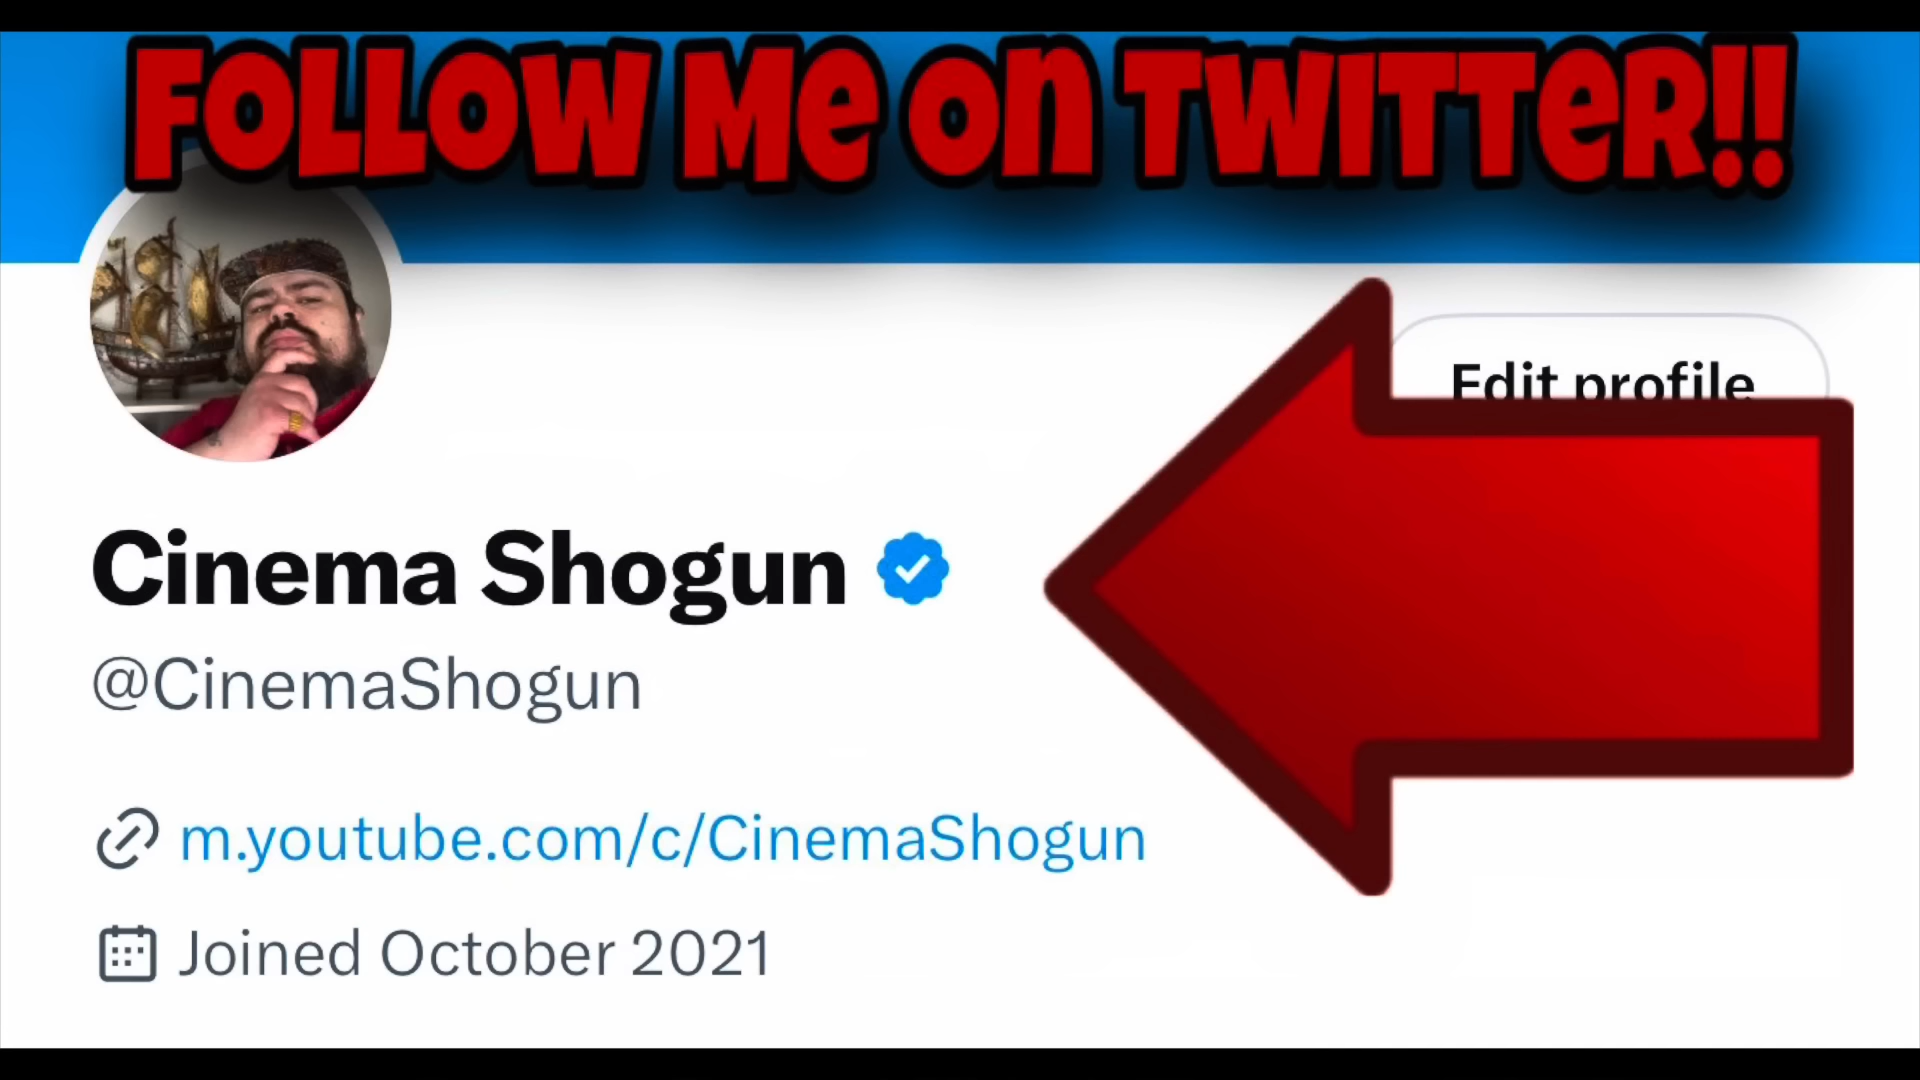 FOLLOW Me on TWITTeR!!
Edit profile
Cinema Shogun
@CinemaShogun
m.youtube.com/c/CinemaShogun
Joined October 2021